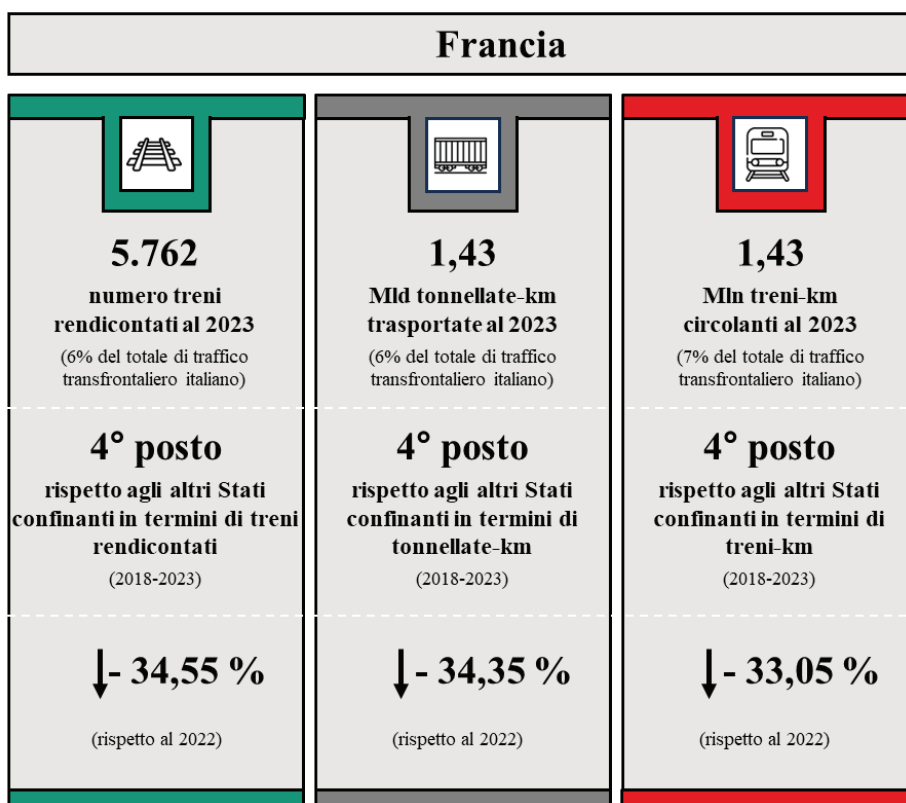 Francia
5.762
numero treni
rendicontati al 2023
(6% del totale di traffico
transfrontaliero italiano)
4° posto
rispetto agli altri Stati
confinanti in termini di treni
rendicontati
(2018-2023)
- 34,55 %
(rispetto al 2022)
1,43
Mld tonnellate-km
trasportate al 2023
(6% del totale di traffico
transfrontaliero italiano)
4° posto
rispetto agli altri Stati
confinanti in termini di
tonnellate-km
(2018-2023)
- 34,35 %
(rispetto al 2022)
1,43
Mln treni-km
circolanti al 2023
(7% del totale di traffico
transfrontaliero italiano)
4° posto
rispetto agli altri Stati
confinanti in termini di
treni-km
(2018-2023)
- 33,05 %
(rispetto al 2022)